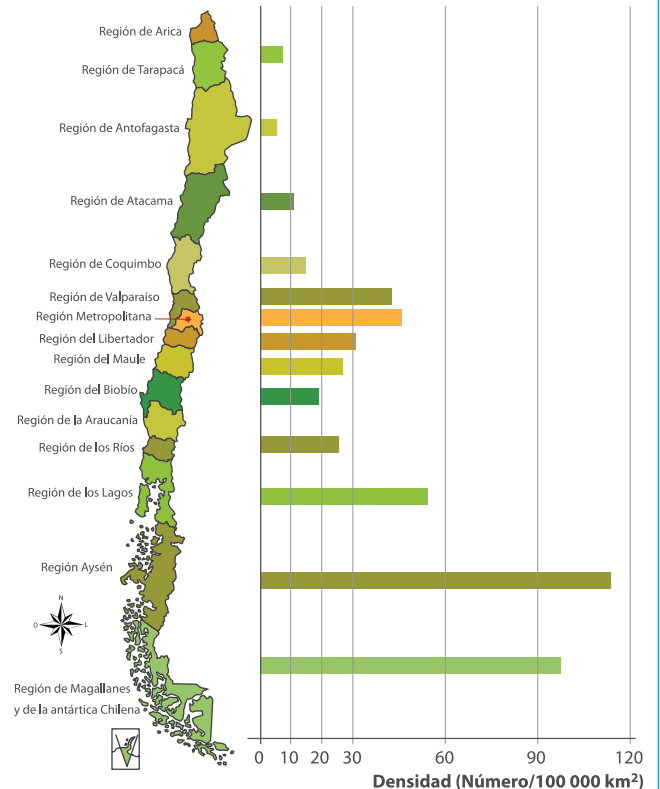 Región de Arica
Región de Tarapacá
Región de Antofagasta
Región de Atacama
Región de Coquimbo
Región de Valparaíso
Región Metropolitana
Región del Libertador
Región del Maule
Región del Biobío
Región de la Araucanía
Región de los Ríos
Región de los Lagos
Región Aysén
N
O L
S
Región de Magallanes
y de la antártica Chilena
0 10 20 30 60 90 120
Densidad (Número/100 000 km²)